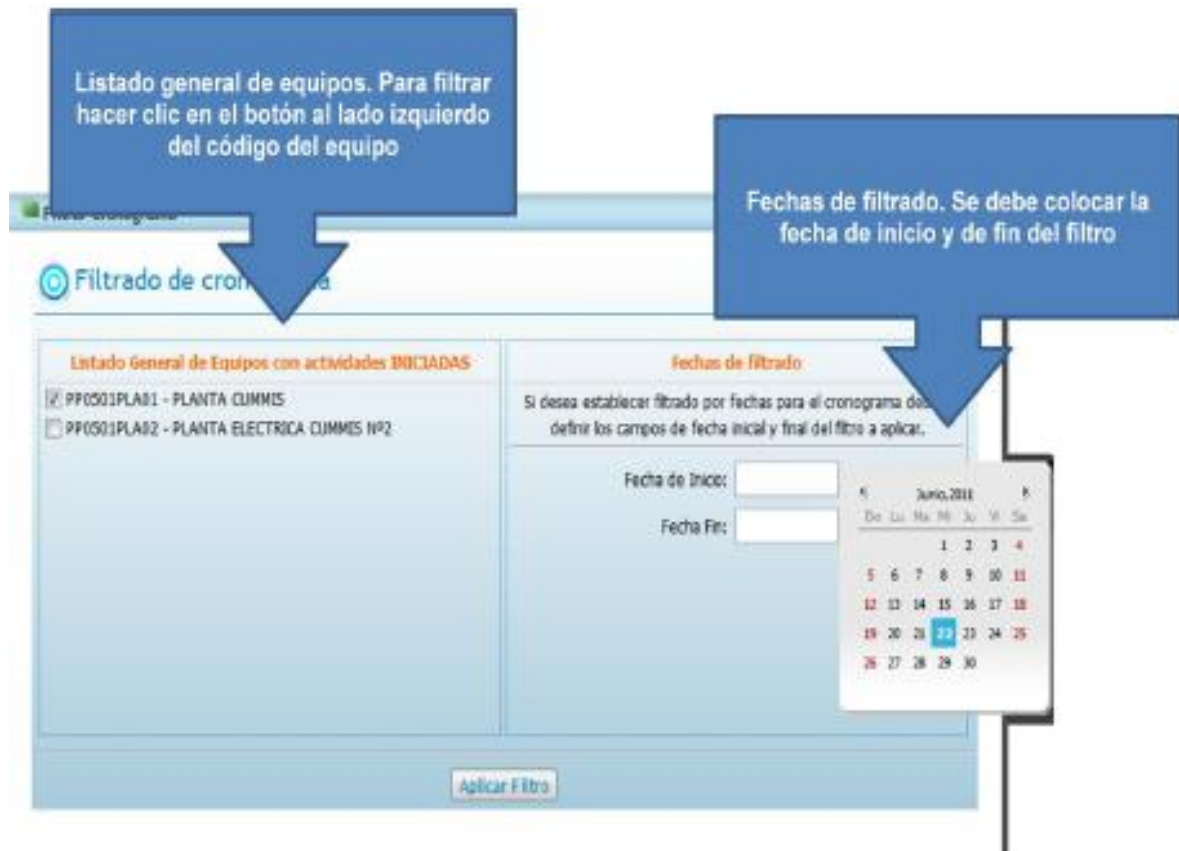 Listado general de equipos. Para filtrar
hacer clic en el botón al lado izquierdo
del código del equipo
Fechas de filtrado. Se debe colocar la
fecha de inicio y de fin del filtro
Filtrado de
Listado General de Equipos con actividades INICIADAS
PP0501PLA01 - PLANTA CUMMIS
PP0501PLA02 - PLANTA ELECTRICA CUMMIS Nº2
Fechas de filtrado
Si desea establecer filtrado por fechas para el cronograma
definir los campos de fecha inicial y final del filtro a aplicar.
Fecha de Inicio:
Fecha Fin:
Junio, 2011
Do Lu Ma Mi Ju Vi Sa
1 2 3 4
5 6 7 8 9 10 11
12 13 14 15 16 17 18
19 20 21 22 23 24 25
26 27 28 29 30
Aplicar Filtro